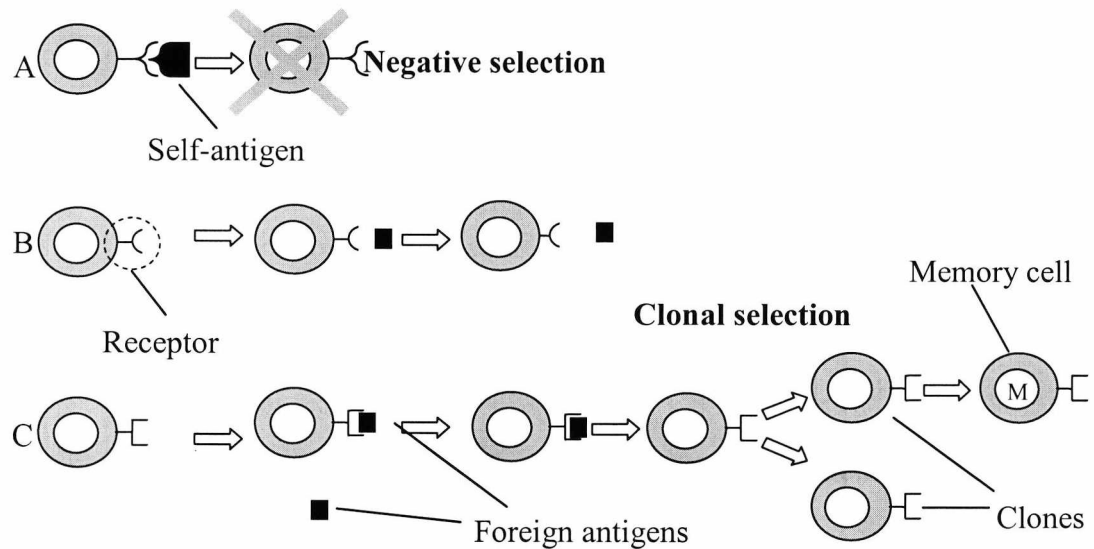 A
Negative selection
Self-antigen
B
Receptor
Memory cell
Clonal selection
C
M
Foreign antigens
Clones